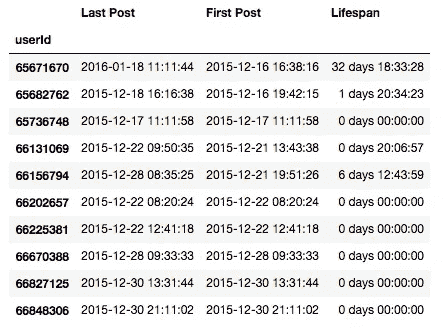 Last Post First Post Lifespan
userId
65671670 2016-01-18 11:11:44 2015-12-16 16:38:16 32 days 18:33:28
65682762 2015-12-18 16:16:38 2015-12-16 19:42:15 1 days 20:34:23
65736748 2015-12-17 11:11:58 2015-12-17 11:11:58 0 days 00:00:00
66131069 2015-12-22 09:50:35 2015-12-21 13:43:38 0 days 20:06:57
66156794 2015-12-28 08:35:25 2015-12-21 19:51:26 6 days 12:43:59
66202657 2015-12-22 08:20:24 2015-12-22 08:20:24 0 days 00:00:00
66225381 2015-12-22 12:41:18 2015-12-22 12:41:18 0 days 00:00:00
66670388 2015-12-28 09:33:33 2015-12-28 09:33:33 0 days 00:00:00
66827125 2015-12-30 13:31:44 2015-12-30 13:31:44 0 days 00:00:00
66848306 2015-12-30 21:11:02 2015-12-30 21:11:02 0 days 00:00:00